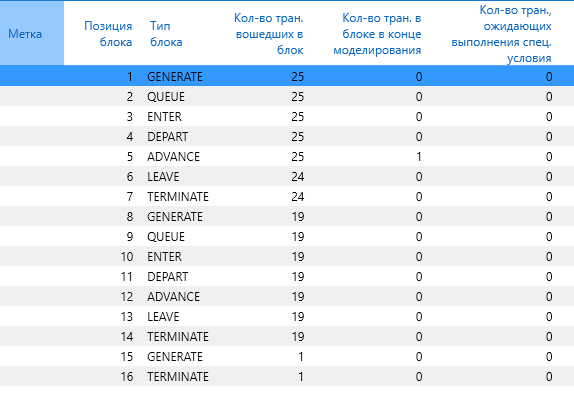 Метка Позиция блока Тип блока Кол-во тран. вошедших в блок Кол-во тран. в блоке в конце моделирования Кол-во тран., ожидающих выполнения спец. условия
1 GENERATE 25 0 0
2 QUEUE 25 0 0
3 ENTER 25 0 0
4 DEPART 25 0 0
5 ADVANCE 25 1 0
6 LEAVE 24 0 0
7 TERMINATE 24 0 0
8 GENERATE 19 0 0
9 QUEUE 19 0 0
10 ENTER 19 0 0
11 DEPART 19 0 0
12 ADVANCE 19 0 0
13 LEAVE 19 0 0
14 TERMINATE 19 0 0
15 GENERATE 1 0 0
16 TERMINATE 1 0 0